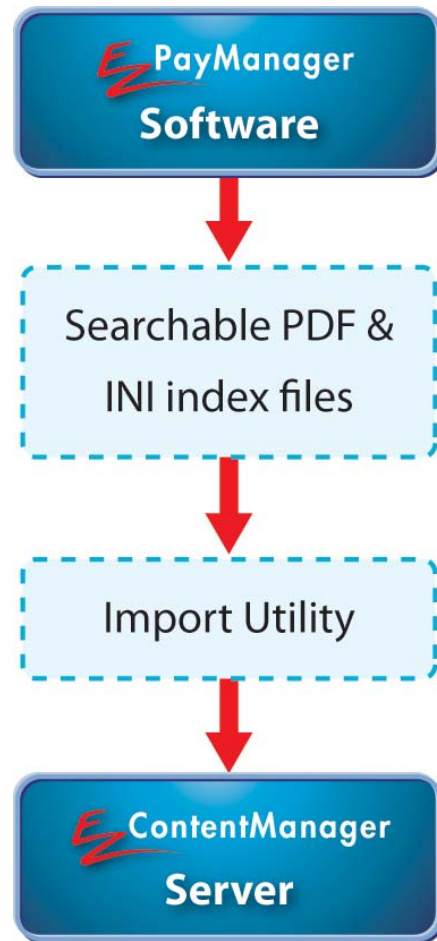 EZ PayManager
Software
Searchable PDF &
INI index files
Import Utility
EZ ContentManager
Server